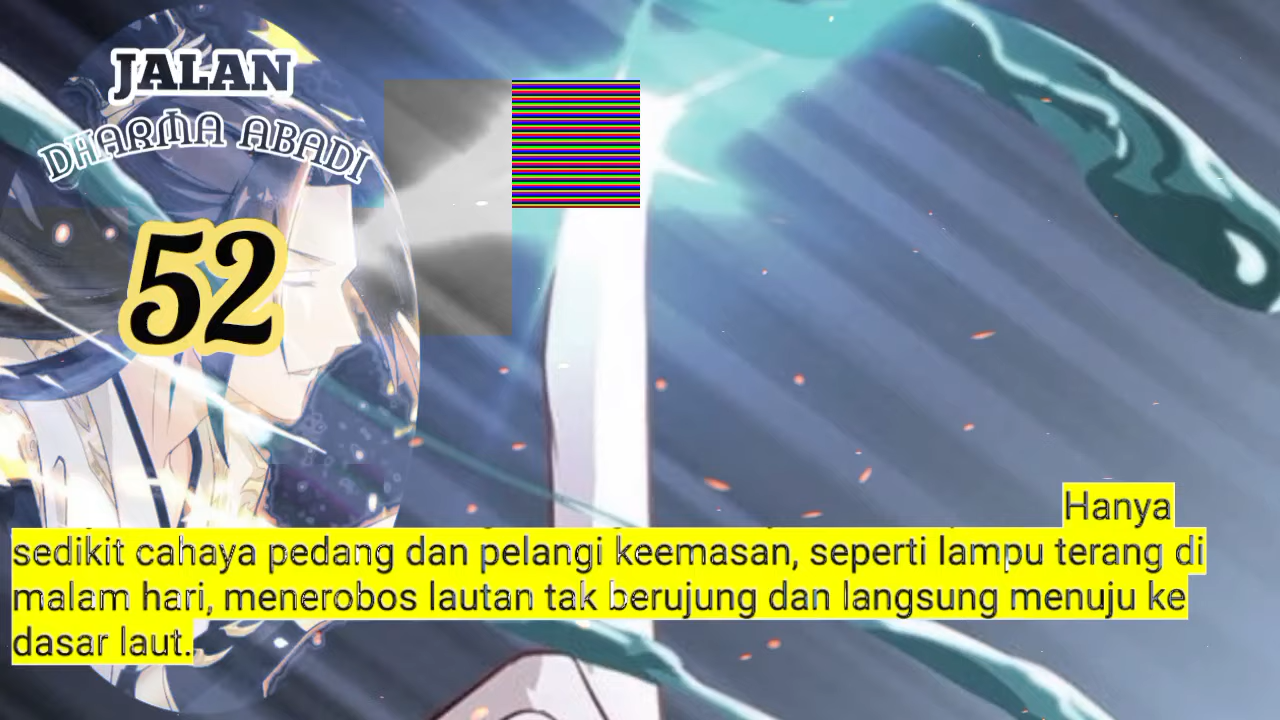 JALAN
DHARMA ABADI
52
Hanya
sedikit cahaya pedang dan pelangi keemasan, seperti lampu terang di
malam hari, menerobos lautan tak berujung dan langsung menuju ke
dasar laut.